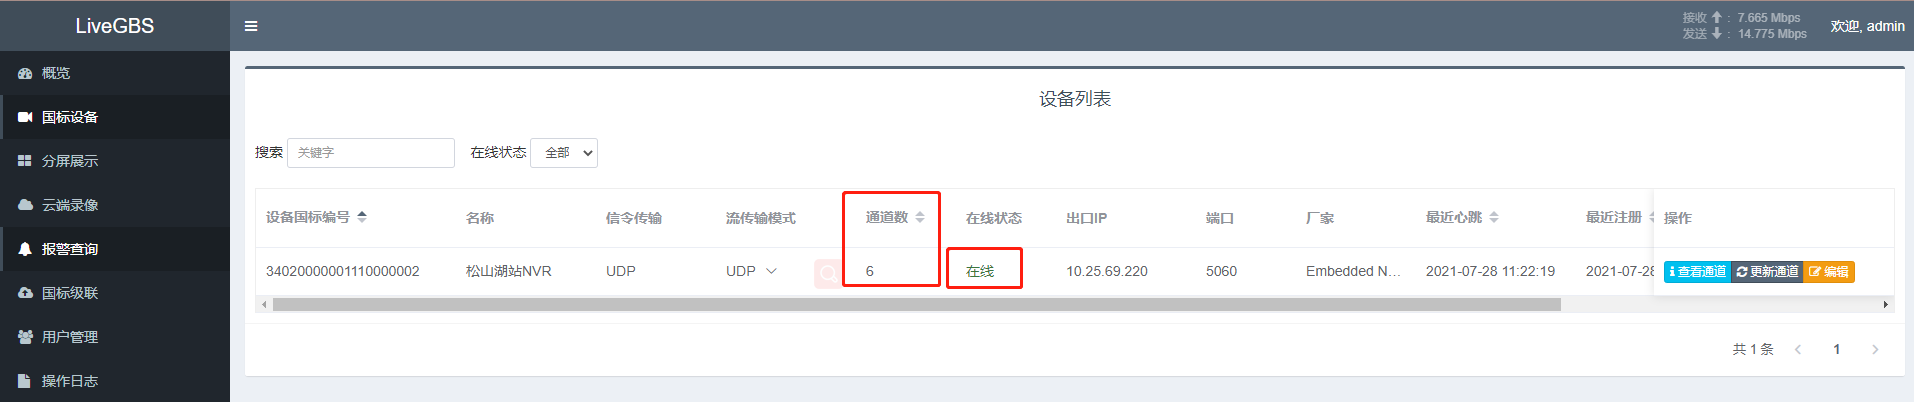 LiveGBS
接收 : 7.665 Mbps
发送 : 14.775 Mbps
欢迎, admin
概览
国标设备
分屏展示
云端录像
报警查询
国标级联
用户管理
操作日志
设备列表
搜索 关键字 在线状态 全部
设备国标编号 名称 信令传输 流传输模式 通道数 在线状态 出口IP 端口 厂家 最近心跳 最近注册 操作
34020000001110000002 松山湖站NVR UDP UDP 6 在线 10.25.69.220 5060 Embedded N... 2021-07-28 11:22:19 2021-07-28 查看通道 更新通道 编辑
共 1 条 1